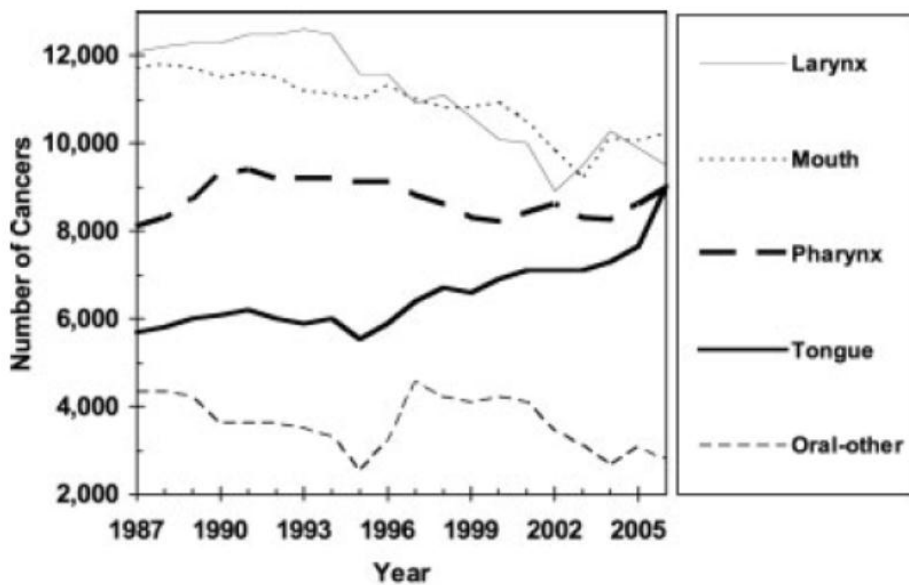 12,000
10,000
8,000
6,000
4,000
2,000
Number of Cancers
1987 1990 1993 1996 1999 2002 2005
Year
Larynx
Mouth
Pharynx
Tongue
Oral-other